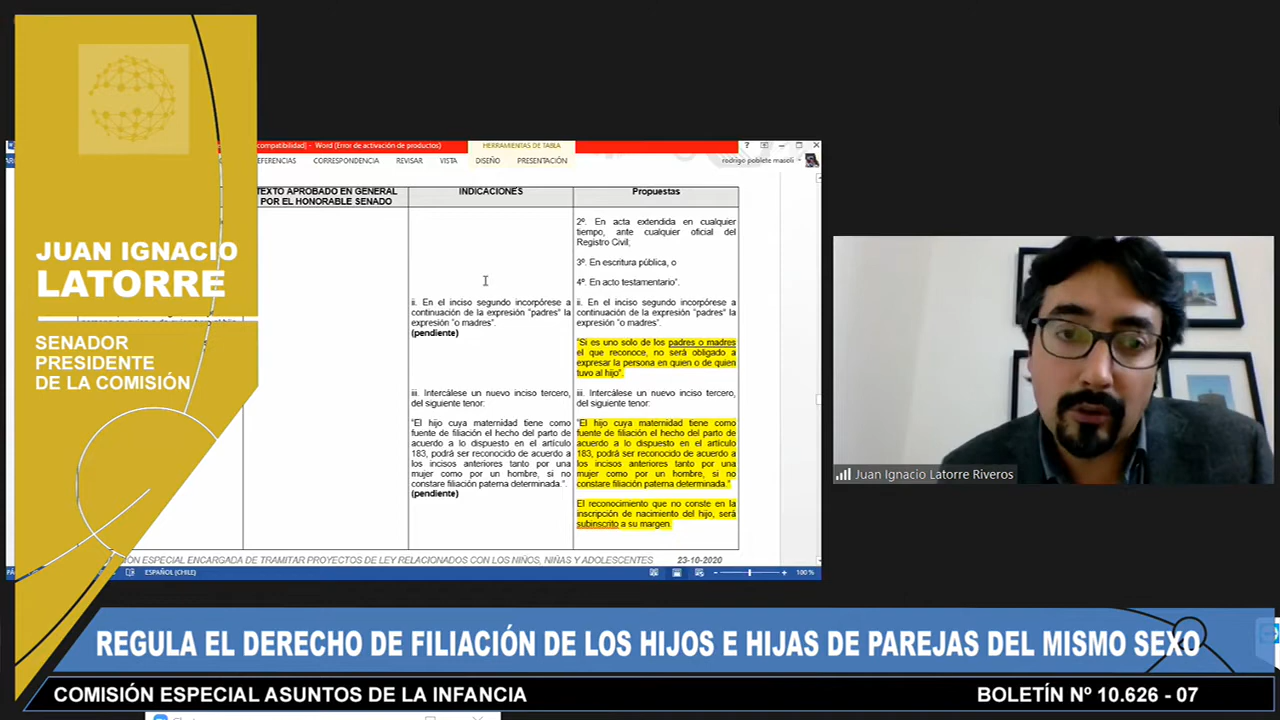 JUAN IGNACIO
LATORRE
SENADOR
PRESIDENTE
DE LA COMISIÓN
compatibilidad] - Word (Error de activación de productos)
HERRAMIENTAS DE TABLA
EFERENCIAS CORRESPONDENCIA REVISAR VISTA DISEÑO PRESENTACIÓN
rodrigo poblete masoli
TEXTO APROBADO EN GENERAL
POR EL HONORABLE SENADO
INDICACIONES
ii. En el inciso segundo incorpórese a
continuación de la expresión "padres" la
expresión "o madres".
(pendiente)
iii. Intercálese un nuevo inciso tercero,
del siguiente tenor:
"El hijo cuya maternidad tiene como
fuente de filiación el hecho del parto de
acuerdo a lo dispuesto en el artículo
183, podrá ser reconocido de acuerdo a
los incisos anteriores tanto por una
mujer como por un hombre, si no
constare filiación paterna determinada.".
(pendiente)
Propuestas
2º. En acta extendida en cualquier
tiempo, ante cualquier oficial del
Registro Civil;
3º. En escritura pública, o
4º. En acto testamentario".
ii. En el inciso segundo incorpórese a
continuación de la expresión "padres" la
expresión "o madres".
"Si es uno solo de los padres o madres
el que reconoce, no será obligado a
expresar la persona en quien o de quien
tuvo al hijo".
iii. Intercálese un nuevo inciso tercero,
del siguiente tenor:
"El hijo cuya maternidad tiene como
fuente de filiación el hecho del parto de
acuerdo a lo dispuesto en el artículo
183, podrá ser reconocido de acuerdo a
los incisos anteriores tanto por una
mujer como por un hombre, si no
constare filiación paterna determinada."
El reconocimiento que no conste en la
inscripción de nacimiento del hijo, será
subinscrito a su margen.
ESPECIAL ENCARGADA DE TRAMITAR PROYECTOS DE LEY RELACIONADOS CON LOS NIÑOS, NIÑAS Y ADOLESCENTES 23-10-2020
ESPAÑOL (CHILE)
100 %
Juan Ignacio Latorre Riveros
REGULA EL DERECHO DE FILIACIÓN DE LOS HIJOS E HIJAS DE PAREJAS DEL MISMO SEXO
COMISIÓN ESPECIAL ASUNTOS DE LA INFANCIA
BOLETÍN Nº 10.626 - 07